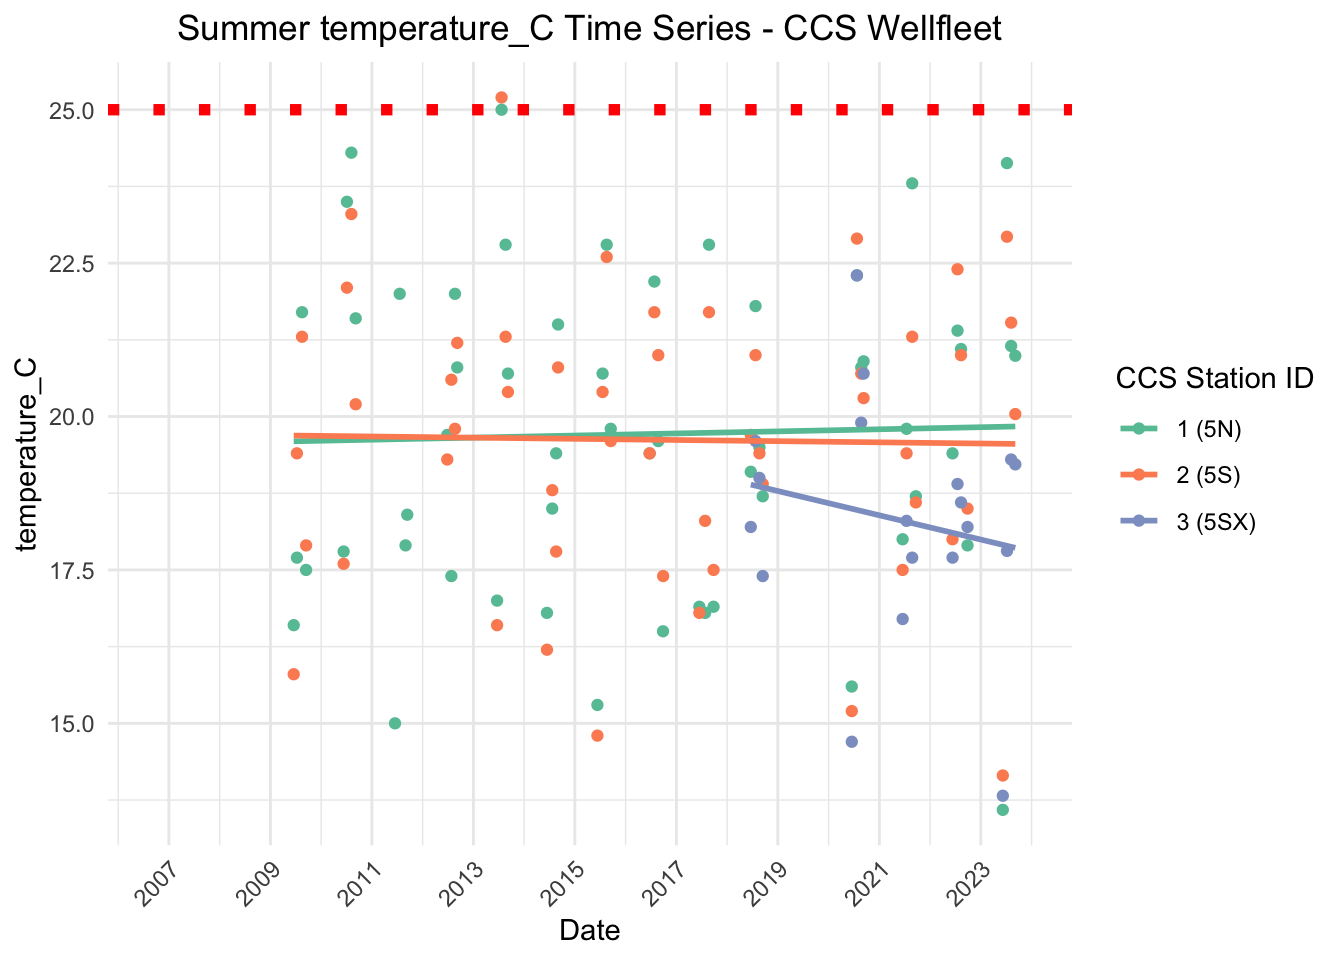 Summer temperature_C Time Series - CCS Wellfleet
temperature_C
25.0
22.5
20.0
17.5
15.0
2007
2009
2011
2013
2015
2017
2019
2021
2023
Date
CCS Station ID
1 (5N)
2 (5S)
3 (5SX)